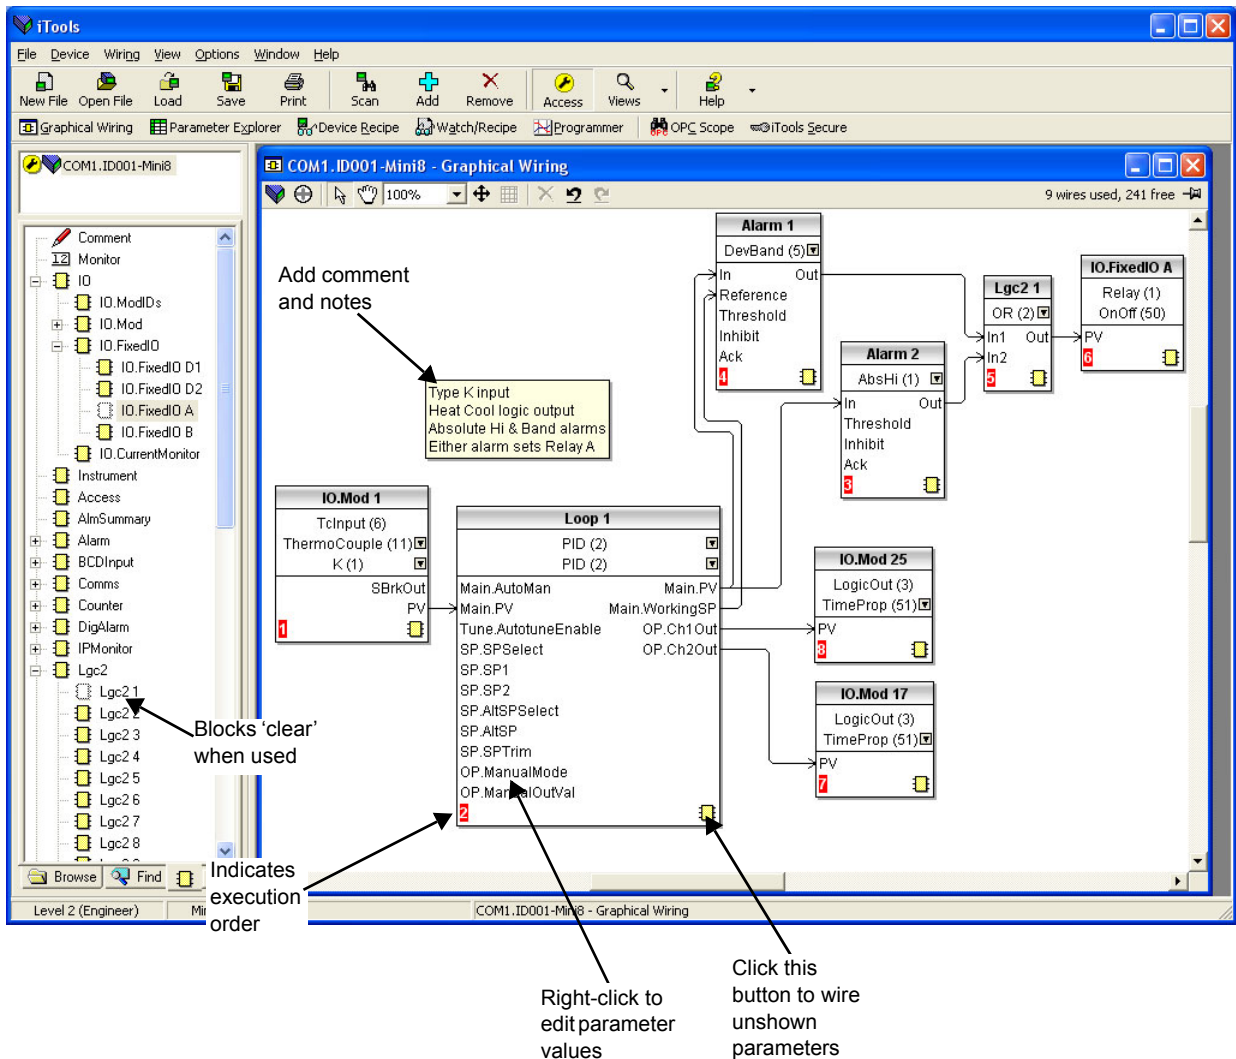 iTools
File Device Wiring View Options Window Help
New File Open File Load Save Print Scan Add Remove Access Views Help
Graphical Wiring Parameter Explorer Device Recipe Watch/Recipe Programmer OPC Scope iTools Secure
COM1.ID001-Mini8
COM1.ID001-Mini8 - Graphical Wiring
100%
9 wires used, 241 free
Comment
Monitor
IO
IO.ModIDs
IO.Mod
IO.FixedIO
IO.FixedIO D1
IO.FixedIO D2
IO.FixedIO A
IO.FixedIO B
IO.CurrentMonitor
Instrument
Access
AlmSummary
Alarm
BCDInput
Comms
Counter
DigAlarm
IPMonitor
Lgc2
Lgc2 1
Lgc2 2
Lgc2 3
Lgc2 4
Lgc2 5
Lgc2 6
Lgc2 7
Lgc2 8
Browse Find
Add comment
and notes
Type K input
Heat Cool logic output
Absolute Hi & Band alarms
Either alarm sets Relay A
Alarm 1
DevBand (5)
In Out
Reference
Threshold
Inhibit
Ack
4
Alarm 2
AbsHi (1)
In Out
Threshold
Inhibit
Ack
3
Lgc2 1
OR (2)
In1 Out
In2
5
IO.FixedIO A
Relay (1)
OnOff (50)
PV
6
IO.Mod 1
TcInput (6)
ThermoCouple (11)
K (1)
SBrkOut
PV
1
Loop 1
PID (2)
PID (2)
Main.AutoMan Main.PV
Main.PV Main.WorkingSP
Tune.AutotuneEnable OP.Ch1Out
SP.SPSelect OP.Ch2Out
SP.SP1
SP.SP2
SP.AltSPSelect
SP.AltSP
SP.SPTrim
OP.ManualMode
OP.ManualOutVal
2
IO.Mod 25
LogicOut (3)
TimeProp (51)
PV
8
IO.Mod 17
LogicOut (3)
TimeProp (51)
PV
7
Blocks ‘clear’
when used
Indicates
execution
order
Level 2 (Engineer) COM1.ID001-Mini8 - Graphical Wiring
Right-click to
edit parameter
values
Click this
button to wire
unshown
parameters